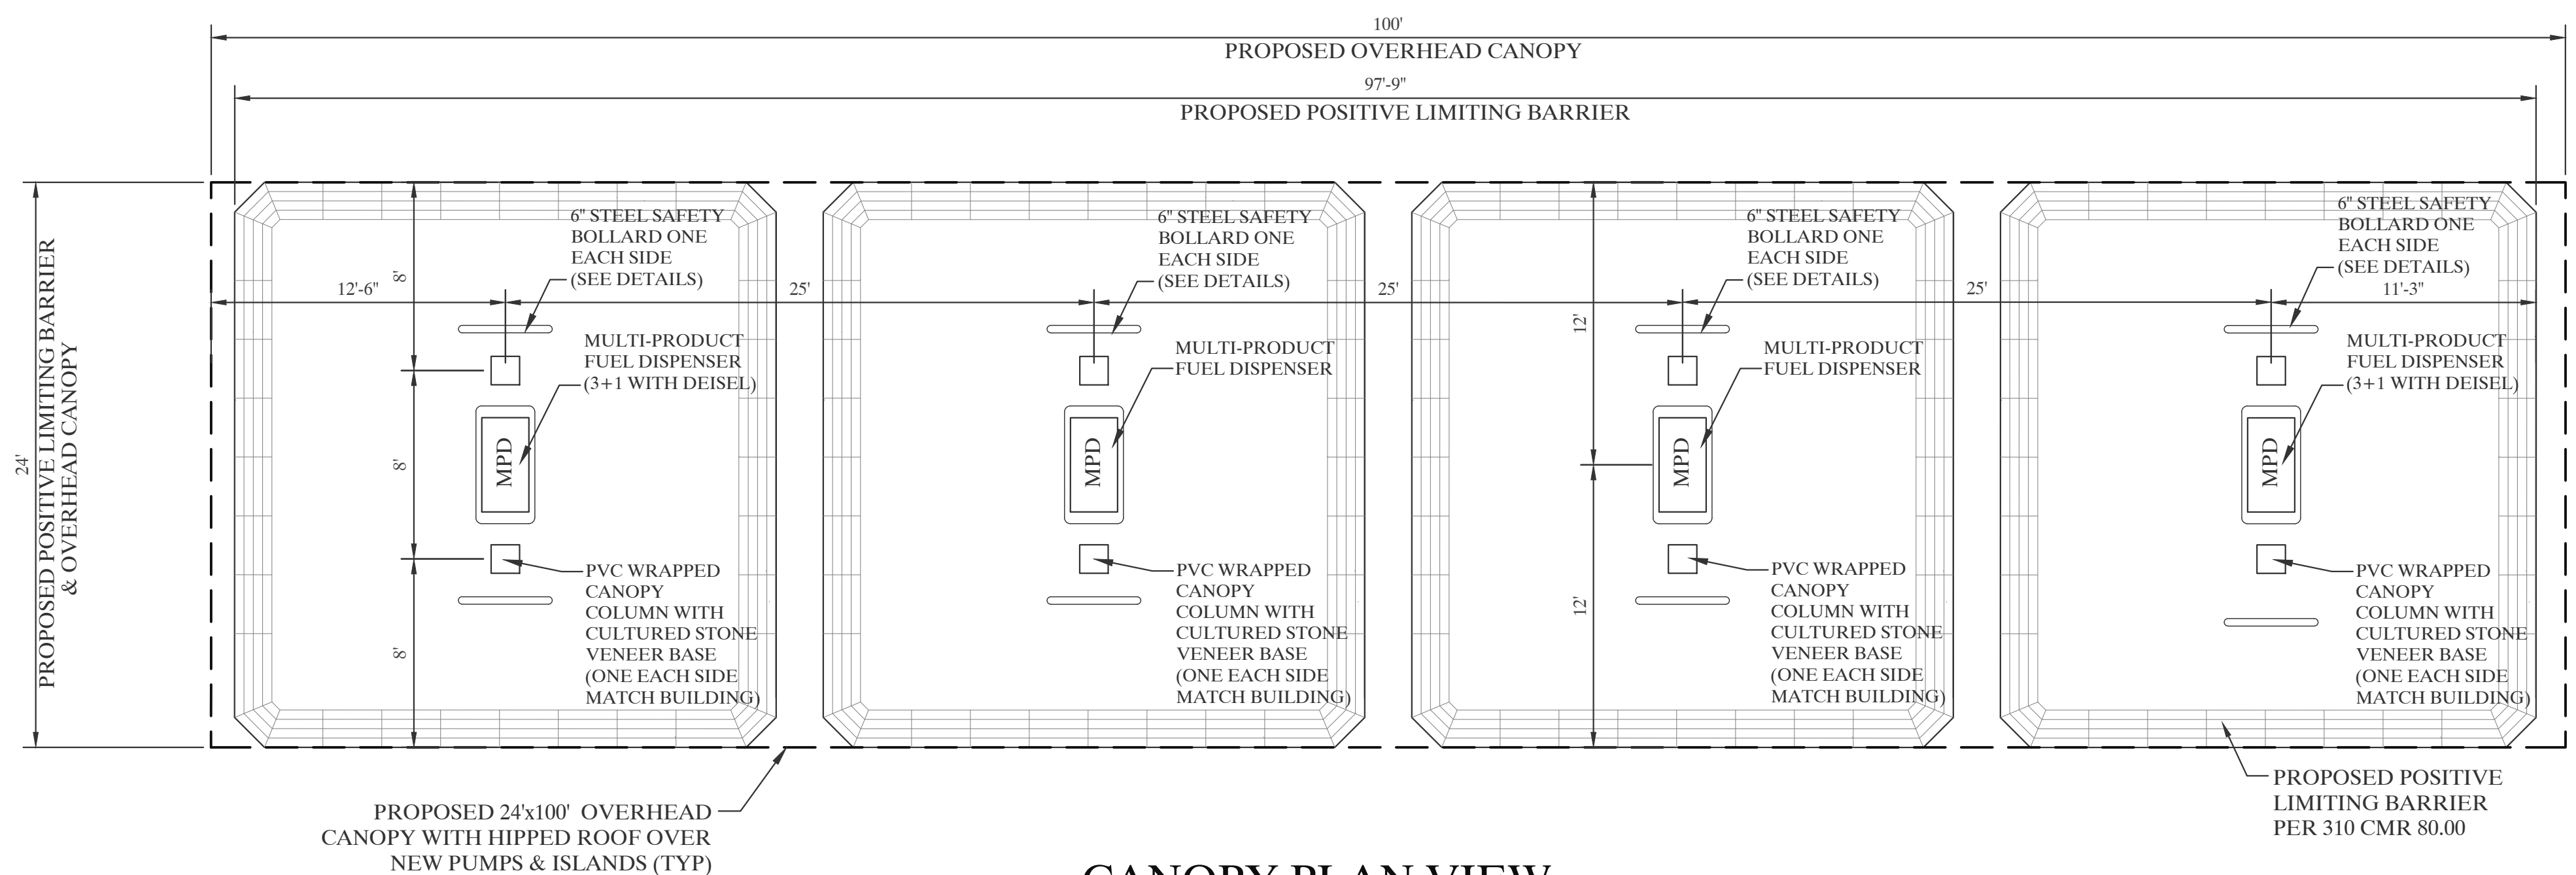 100'
PROPOSED OVERHEAD CANOPY
97'-9"
PROPOSED POSITIVE LIMITING BARRIER
24'
PROPOSED POSITIVE LIMITING BARRIER
& OVERHEAD CANOPY
12'-6"
8'
8'
8'
25'
6" STEEL SAFETY
BOLLARD ONE
EACH SIDE
(SEE DETAILS)
MULTI-PRODUCT
FUEL DISPENSER
(3+1 WITH DEISEL)
MPD
PVC WRAPPED
CANOPY
COLUMN WITH
CULTURED STONE
VENEER BASE
(ONE EACH SIDE
MATCH BUILDING)
6" STEEL SAFETY
BOLLARD ONE
EACH SIDE
(SEE DETAILS)
25'
MULTI-PRODUCT
FUEL DISPENSER
MPD
PVC WRAPPED
CANOPY
COLUMN WITH
CULTURED STONE
VENEER BASE
(ONE EACH SIDE
MATCH BUILDING)
12'
12'
6" STEEL SAFETY
BOLLARD ONE
EACH SIDE
(SEE DETAILS)
25'
MULTI-PRODUCT
FUEL DISPENSER
MPD
PVC WRAPPED
CANOPY
COLUMN WITH
CULTURED STONE
VENEER BASE
(ONE EACH SIDE
MATCH BUILDING)
6" STEEL SAFETY
BOLLARD ONE
EACH SIDE
(SEE DETAILS)
11'-3"
MULTI-PRODUCT
FUEL DISPENSER
(3+1 WITH DEISEL)
MPD
PVC WRAPPED
CANOPY
COLUMN WITH
CULTURED STONE
VENEER BASE
(ONE EACH SIDE
MATCH BUILDING)
PROPOSED 24'x100' OVERHEAD
CANOPY WITH HIPPED ROOF OVER
NEW PUMPS & ISLANDS (TYP)
PROPOSED POSITIVE
LIMITING BARRIER
PER 310 CMR 80.00
CANOPY PLAN VIEW